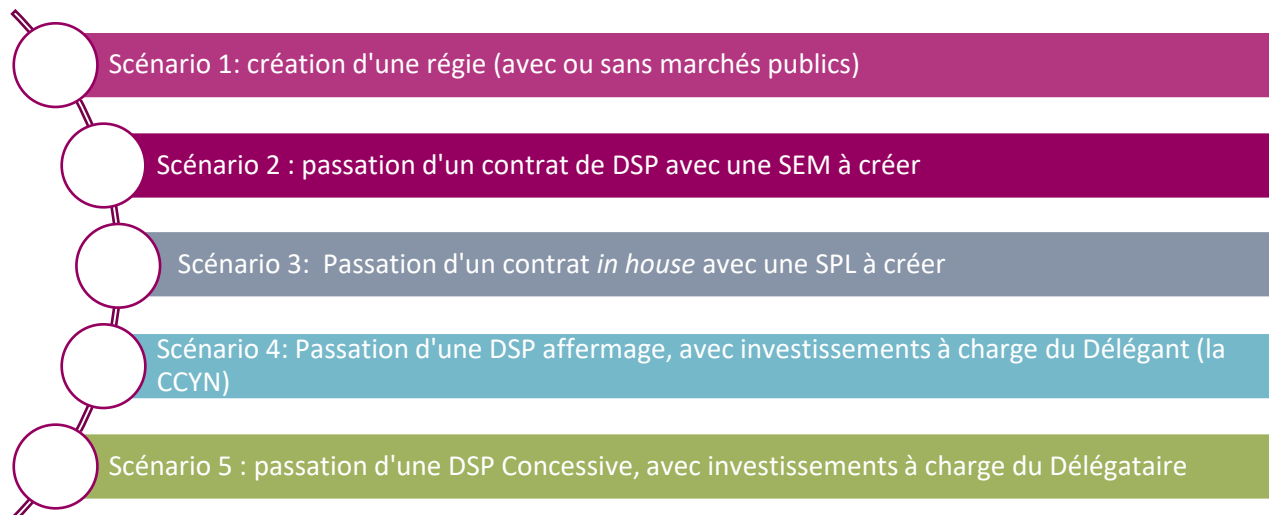 Scénario 1: création d'une régie (avec ou sans marchés publics)
Scénario 2 : passation d'un contrat de DSP avec une SEM à créer
Scénario 3:  Passation d'un contrat in house avec une SPL à créer
Scénario 4: Passation d'une DSP affermage, avec investissements à charge du Délégant (la
CCYN)
Scénario 5 : passation d'une DSP Concessive, avec investissements à charge du Délégataire